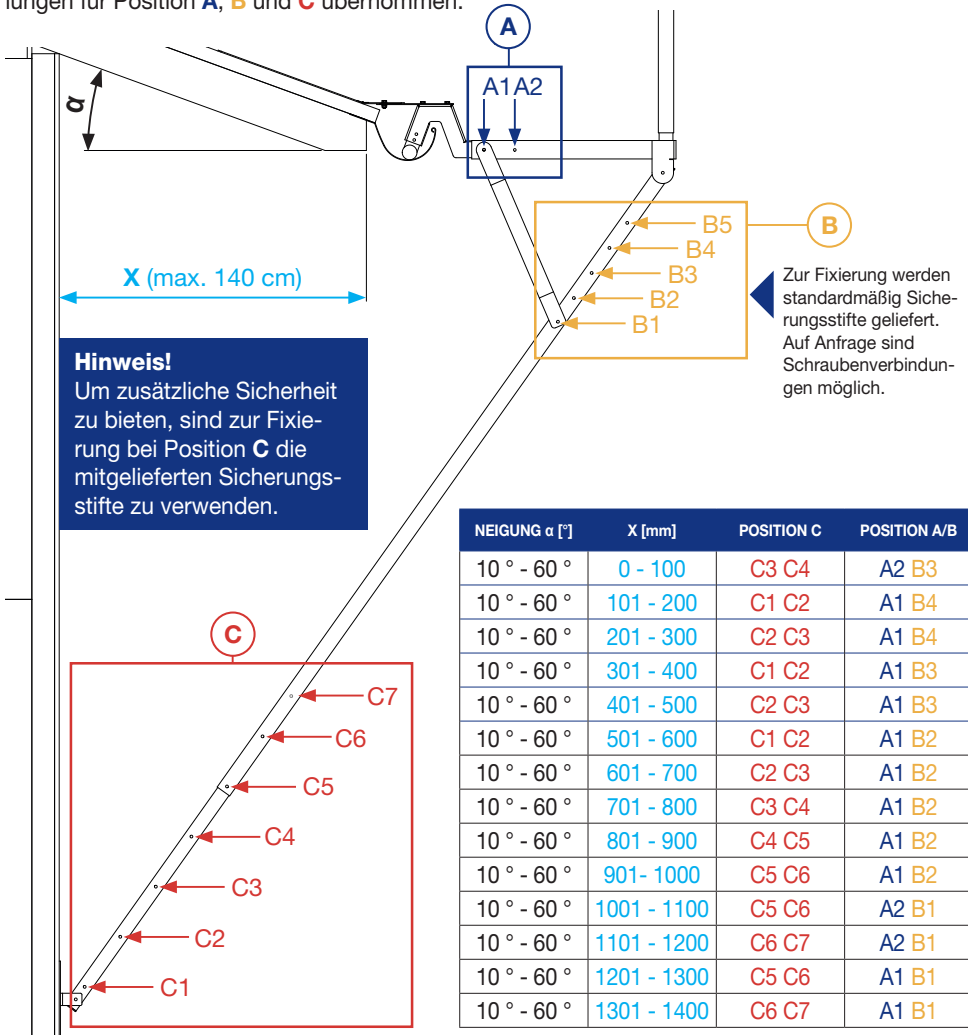 lungen für Position A, B und C übernommen.
A
A1 A2
α
B5
B
B4
B3
B2
B1
X (max. 140 cm)
Zur Fixierung werden
standardmäßig Siche-
rungsstifte geliefert.
Auf Anfrage sind
Schraubenverbindun-
gen möglich.
Hinweis!
Um zusätzliche Sicherheit
zu bieten, sind zur Fixie-
rung bei Position C die
mitgelieferten Sicherungs-
stifte zu verwenden.
C
C7
C6
C5
C4
C3
C2
C1
NEIGUNG α [°] X [mm] POSITION C POSITION A/B
10 ° - 60 ° 0 - 100 C3 C4 A2 B3
10 ° - 60 ° 101 - 200 C1 C2 A1 B4
10 ° - 60 ° 201 - 300 C2 C3 A1 B4
10 ° - 60 ° 301 - 400 C1 C2 A1 B3
10 ° - 60 ° 401 - 500 C2 C3 A1 B3
10 ° - 60 ° 501 - 600 C1 C2 A1 B2
10 ° - 60 ° 601 - 700 C2 C3 A1 B2
10 ° - 60 ° 701 - 800 C3 C4 A1 B2
10 ° - 60 ° 801 - 900 C4 C5 A1 B2
10 ° - 60 ° 901- 1000 C5 C6 A1 B2
10 ° - 60 ° 1001 - 1100 C5 C6 A2 B1
10 ° - 60 ° 1101 - 1200 C6 C7 A2 B1
10 ° - 60 ° 1201 - 1300 C5 C6 A1 B1
10 ° - 60 ° 1301 - 1400 C6 C7 A1 B1